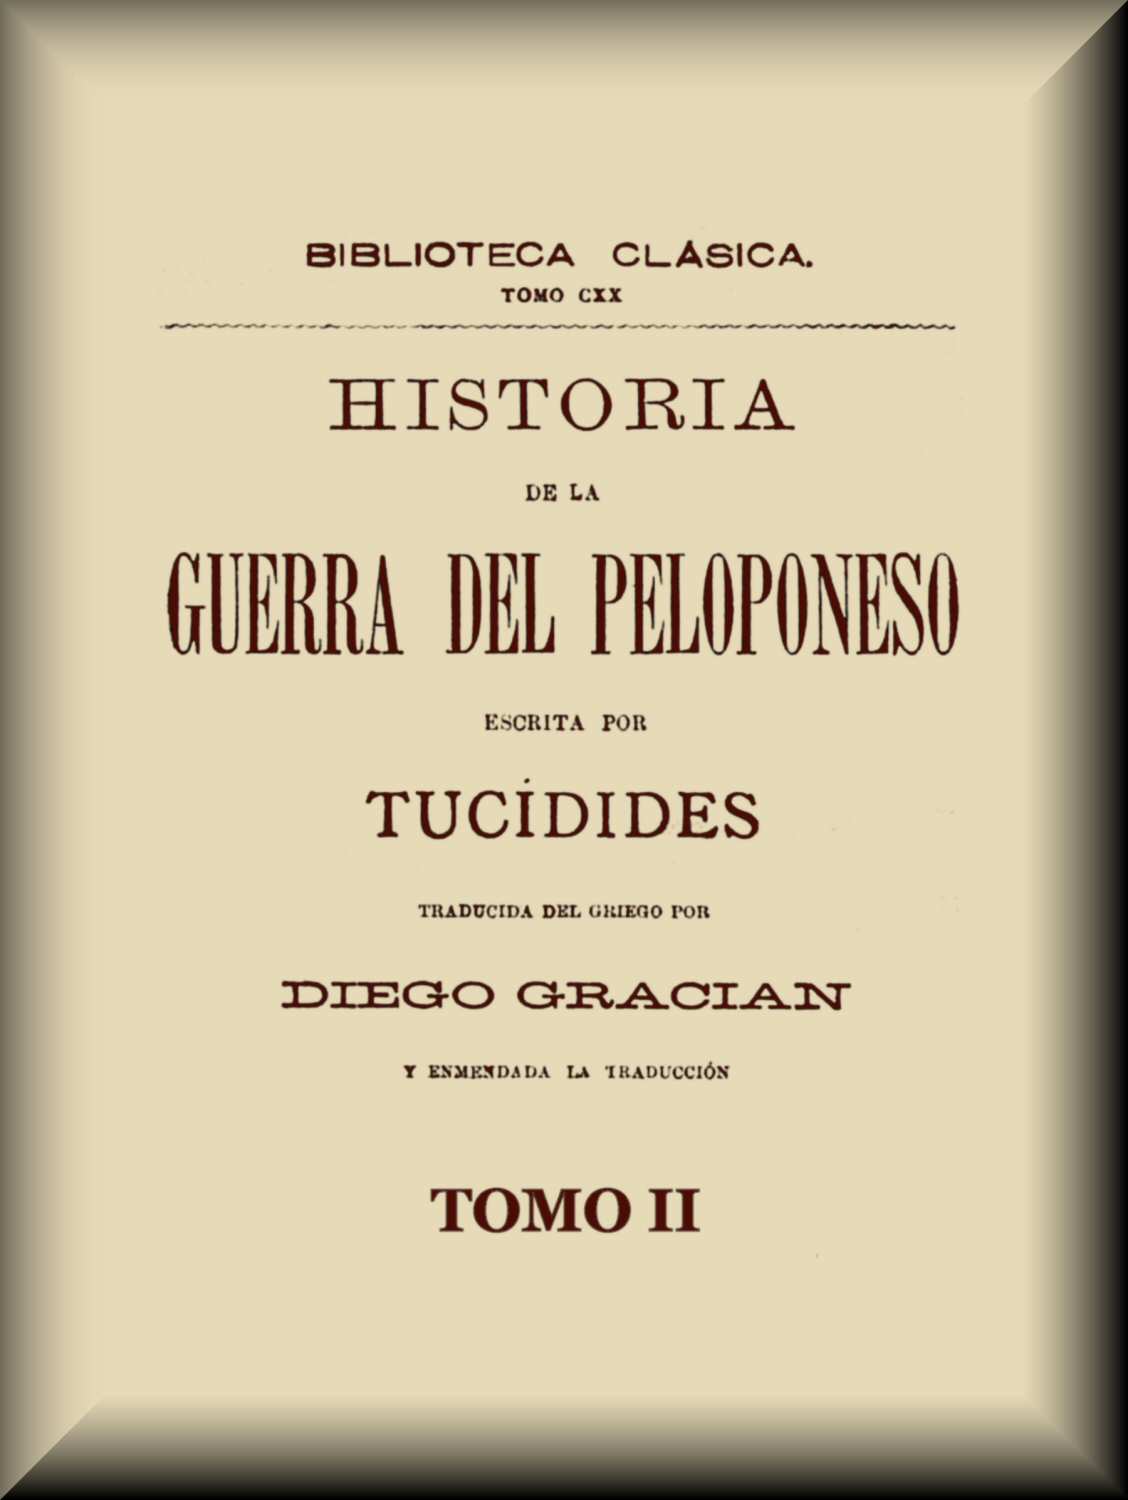 BIBLIOTECA CLÁSICA.
TOMO CXX
HISTORIA
DE LA
GUERRA DEL PELOPONESO
ESCRITA POR
TUCÍDIDES
TRADUCIDA DEL GRIEGO POR
DIEGO GRACIAN
Y ENMENDADA LA TRADUCCIÓN
TOMO II